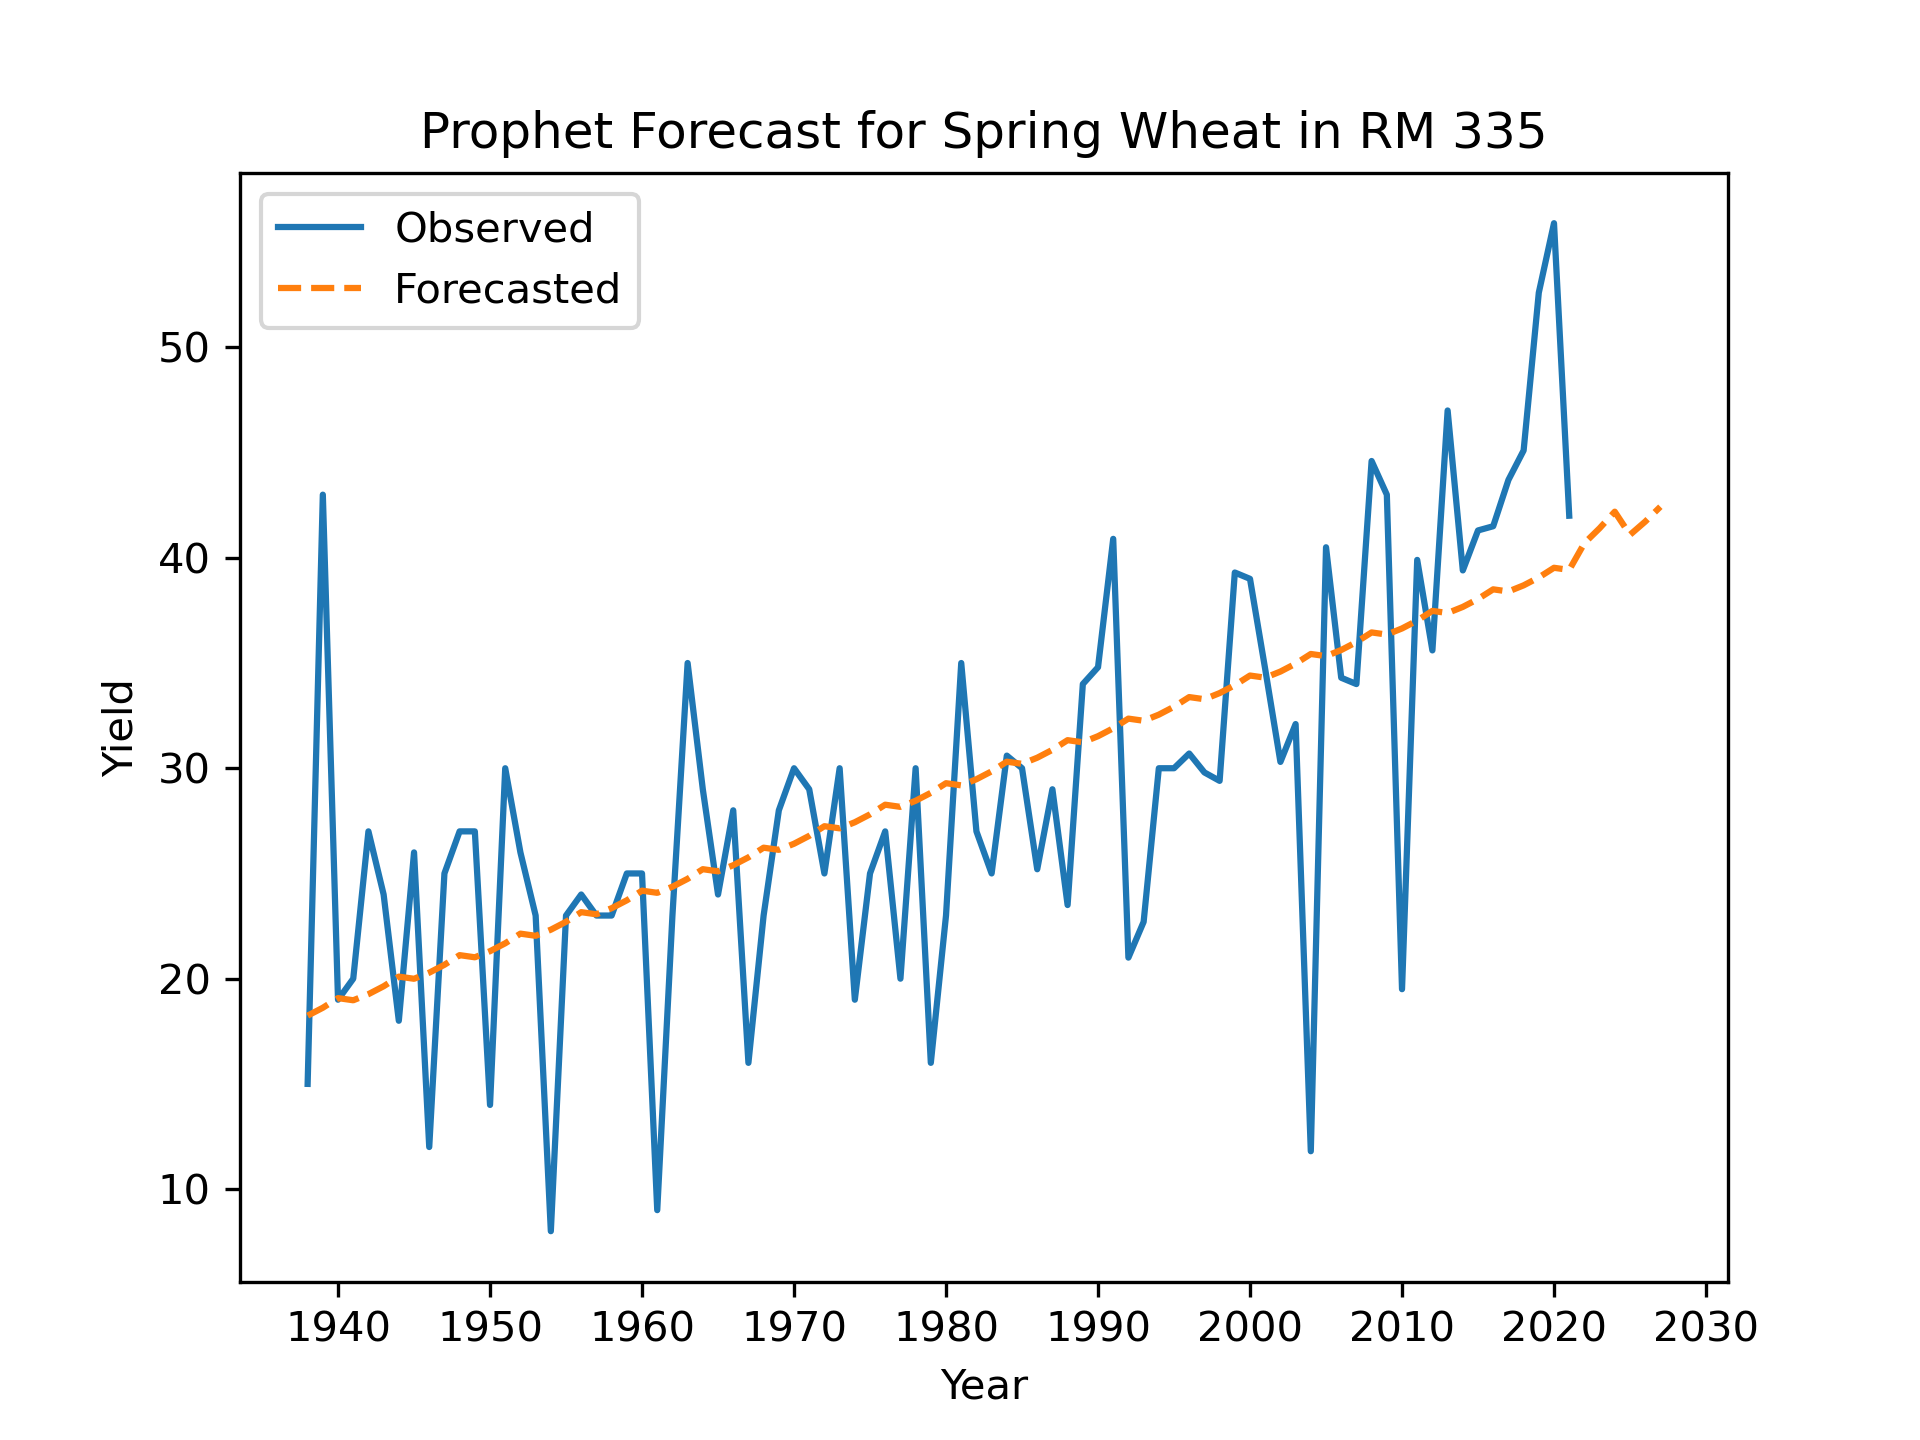 Prophet Forecast for Spring Wheat in RM 335
Observed
Forecasted
50
40
30
20
10
Yield
1940 1950 1960 1970 1980 1990 2000 2010 2020 2030
Year